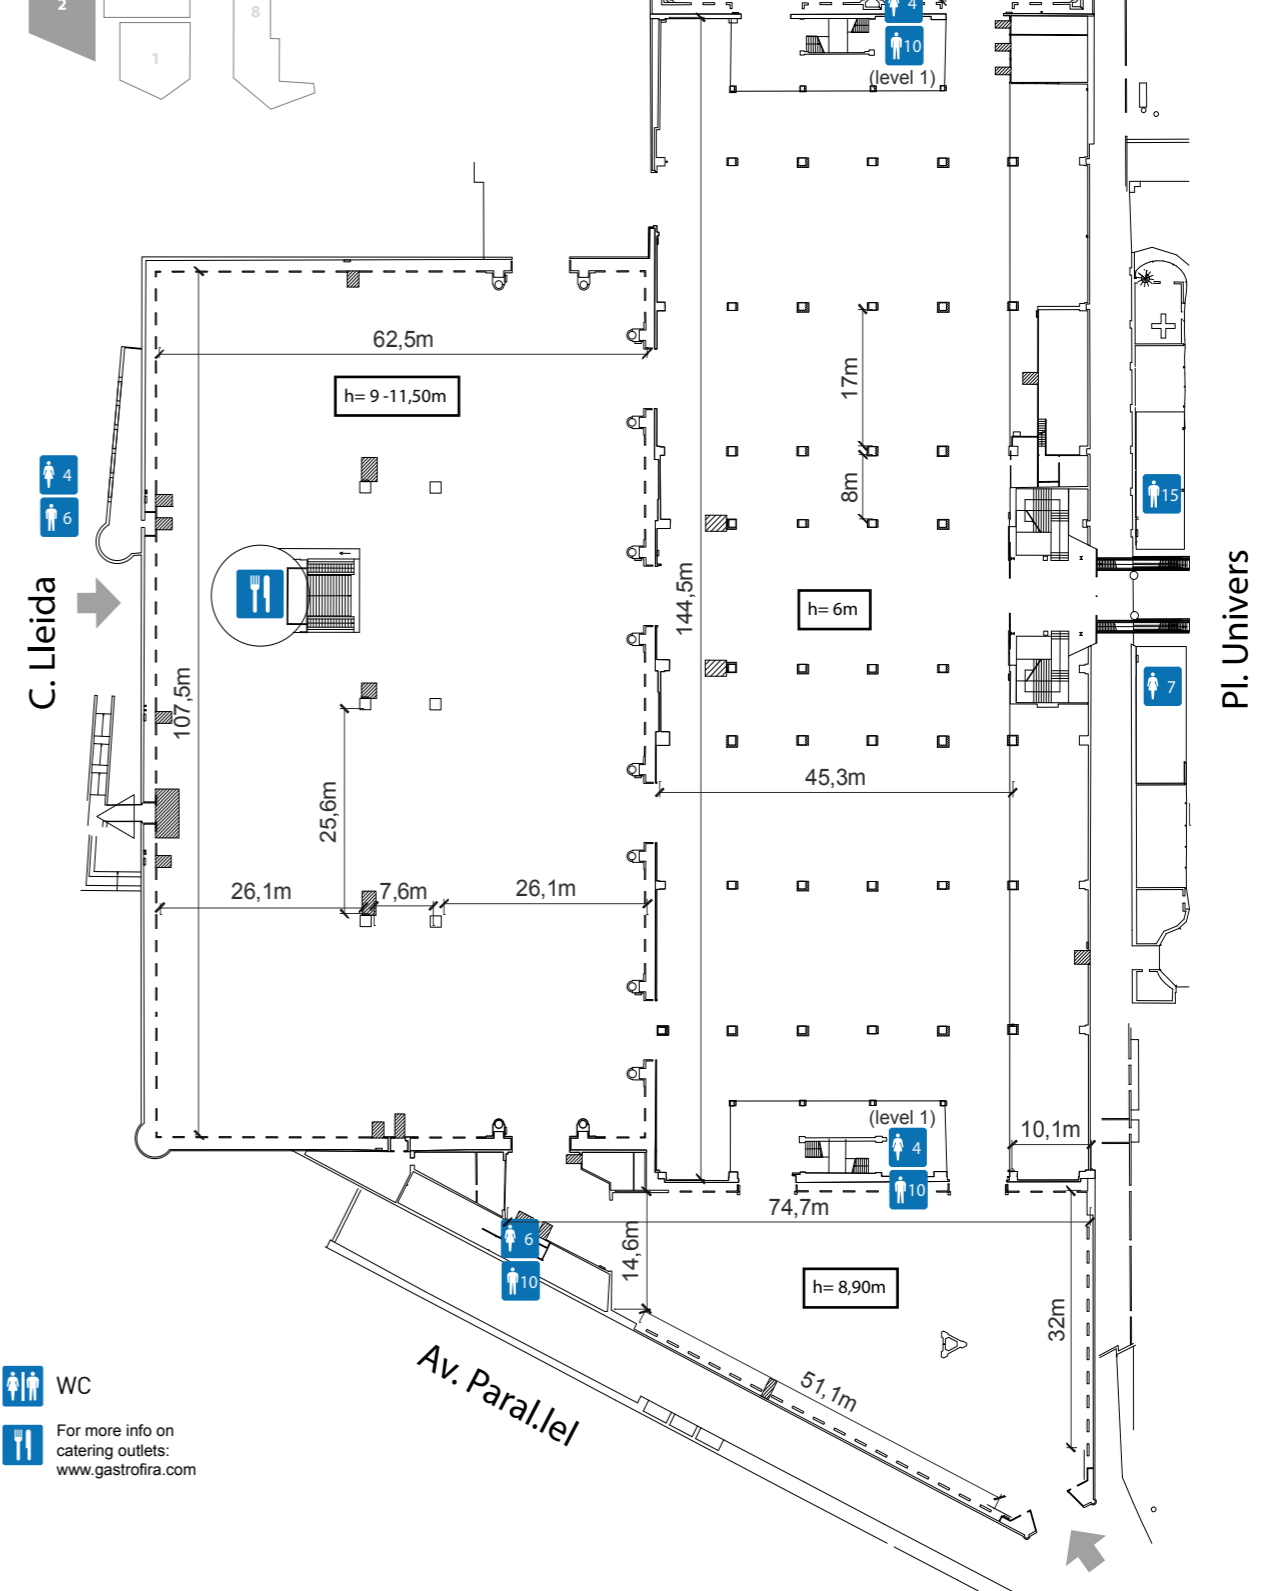 2
1
8
4
10
(level 1)
62,5m
h= 9 -11,50m
17m
8m
4
6
15
C. Lleida
144,5m
h= 6m
Pl. Univers
107,5m
7
45,3m
25,6m
26,1m
7,6m
26,1m
(level 1)
4
10
10,1m
74,7m
6
10
14,6m
h= 8,90m
32m
51,1m
Av. Paral.lel
WC
For more info on
catering outlets:
www.gastrofira.com